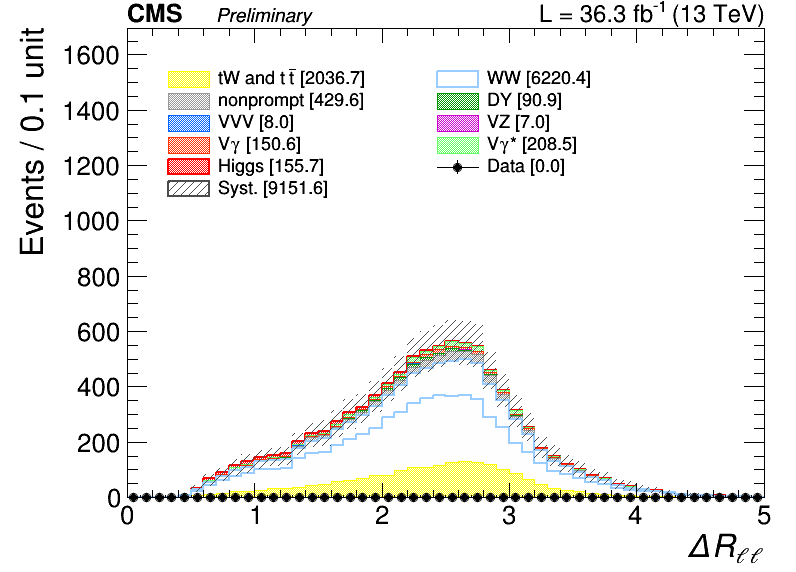 CMS Preliminary L = 36.3 fb⁻¹ (13 TeV)
Events / 0.1 unit
1600
1400
1200
1000
800
600
400
200
0
tW and tt̄ [2036.7]
nonprompt [429.6]
VVV [8.0]
Vγ [150.6]
Higgs [155.7]
Syst. [9151.6]
WW [6220.4]
DY [90.9]
VZ [7.0]
Vγ* [208.5]
Data [0.0]
0 1 2 3 4 5
ΔR_ℓℓ